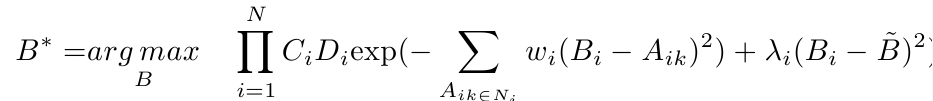 B* = arg max_B ∏_{i=1}^{N} C_i D_i exp(− ∑_{A_{ik∈N_i}} w_i(B_i − A_{ik})^2) + λ_i(B_i − B̃)^2)